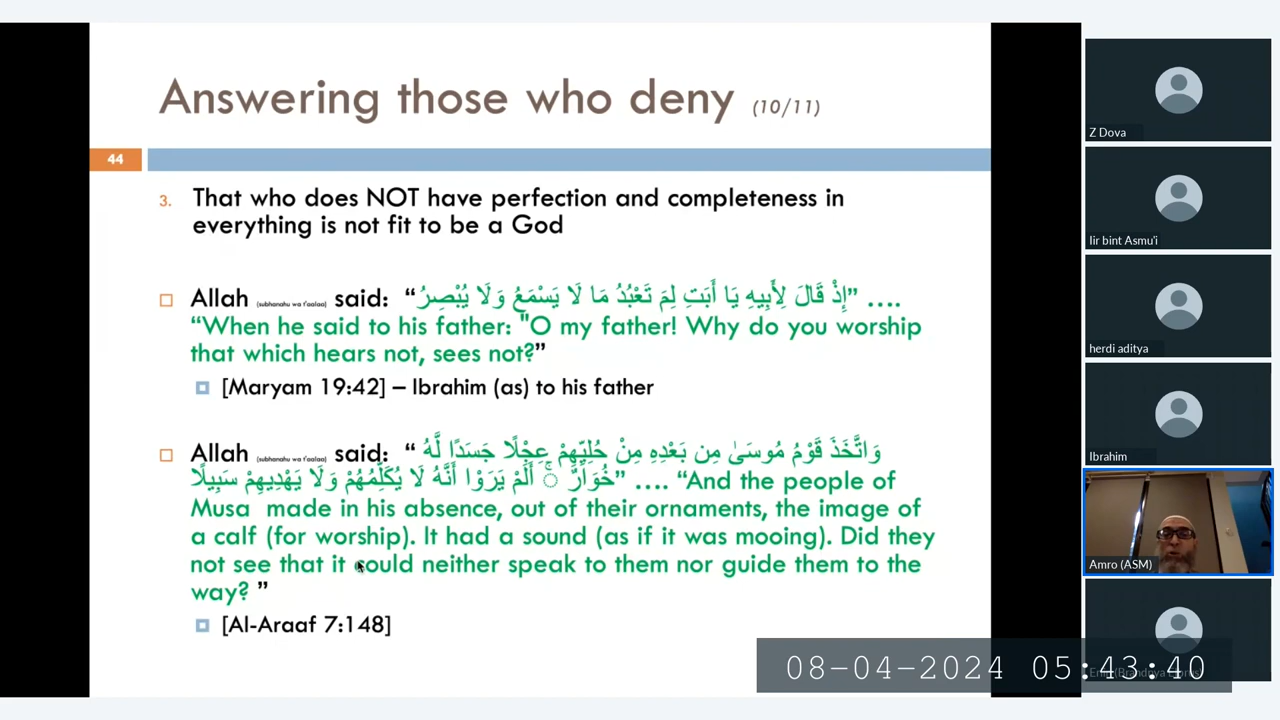 Answering those who deny (10/11)
44
3. That who does NOT have perfection and completeness in
everything is not fit to be a God
Allah (subhanahu wa t'aalaa) said: “إِذْ قَالَ لِأَبِيهِ يَا أَبَتِ لِمَ تَعْبُدُ مَا لَا يَسْمَعُ وَلَا يُبْصِرُ” ....
“When he said to his father: "O my father! Why do you worship
that which hears not, sees not?”
[Maryam 19:42] – Ibrahim (as) to his father
Allah (subhanahu wa t'aalaa) said: “ وَاتَّخَذَ قَوْمُ مُوسَىٰ مِن بَعْدِهِ مِنْ حُلِيِّهِمْ عِجْلًا جَسَدًا لَّهُ
خُوَارٌ ۚ أَلَمْ يَرَوْا أَنَّهُ لَا يُكَلِّمُهُمْ وَلَا يَهْدِيهِمْ سَبِيلًا” .... “And the people of
Musa made in his absence, out of their ornaments, the image of
a calf (for worship). It had a sound (as if it was mooing). Did they
not see that it could neither speak to them nor guide them to the
way? ”
[Al-Araaf 7:148]
Z Dova
Iir bint Asmu'i
herdi aditya
Ibrahim
Amro (ASM)
08-04-2024 05:43:40